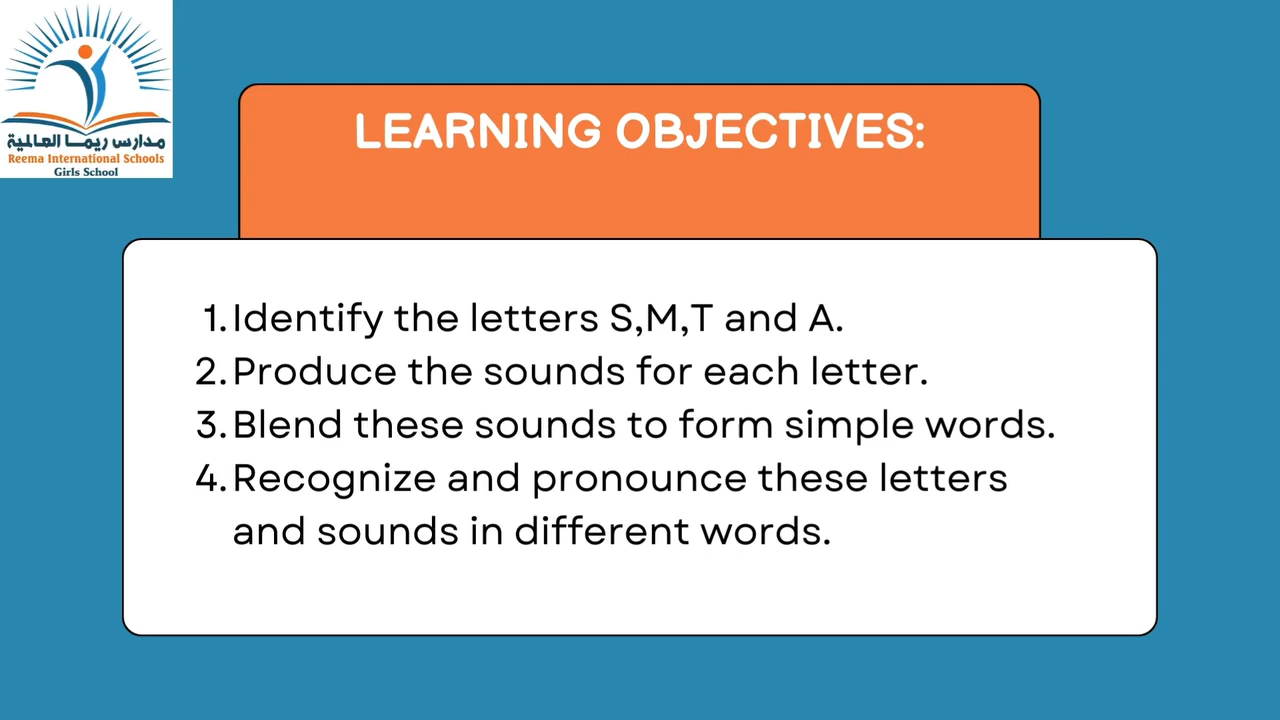 مدارس ريما العالمية
Reema International Schools
Girls School
LEARNING OBJECTIVES:
1. Identify the letters S,M,T and A.
2. Produce the sounds for each letter.
3. Blend these sounds to form simple words.
4. Recognize and pronounce these letters
and sounds in different words.